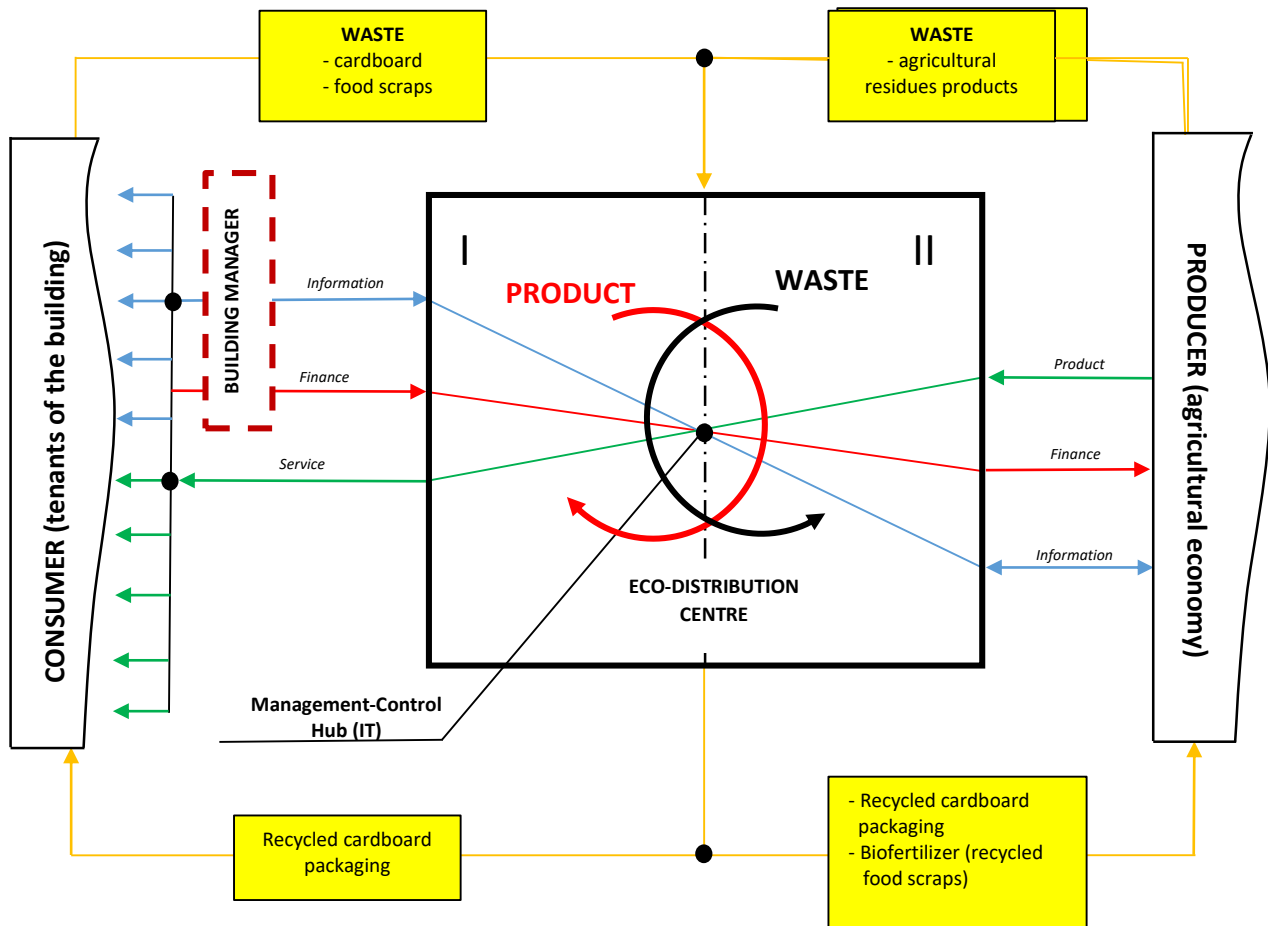 WASTE
- cardboard
- food scraps
WASTE
- agricultural
residues products
CONSUMER (tenants of the building)
BUILDING MANAGER
I
II
PRODUCT
WASTE
Information
Finance
Service
Product
Finance
Information
PRODUCER (agricultural economy)
ECO-DISTRIBUTION
CENTRE
Management-Control
Hub (IT)
Recycled cardboard
packaging
- Recycled cardboard
packaging
- Biofertilizer (recycled
food scraps)